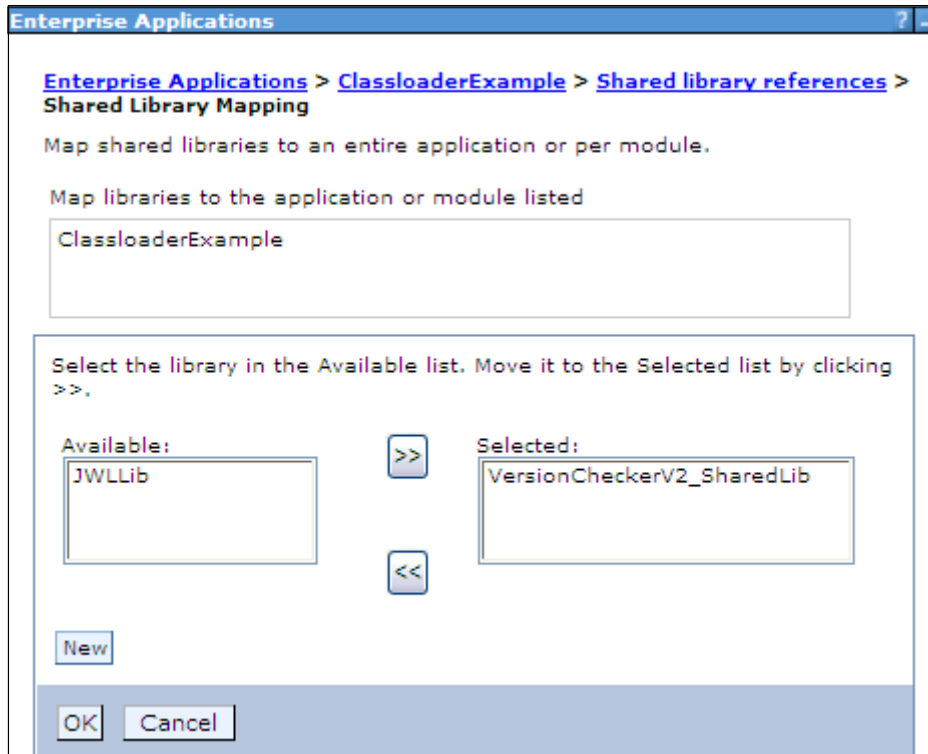 Enterprise Applications ? -
Enterprise Applications > ClassloaderExample > Shared library references >
Shared Library Mapping
Map shared libraries to an entire application or per module.
Map libraries to the application or module listed
ClassloaderExample
Select the library in the Available list. Move it to the Selected list by clicking
>>.
Available:
JWLLib
>>
<<
Selected:
VersionCheckerV2_SharedLib
New
OK Cancel